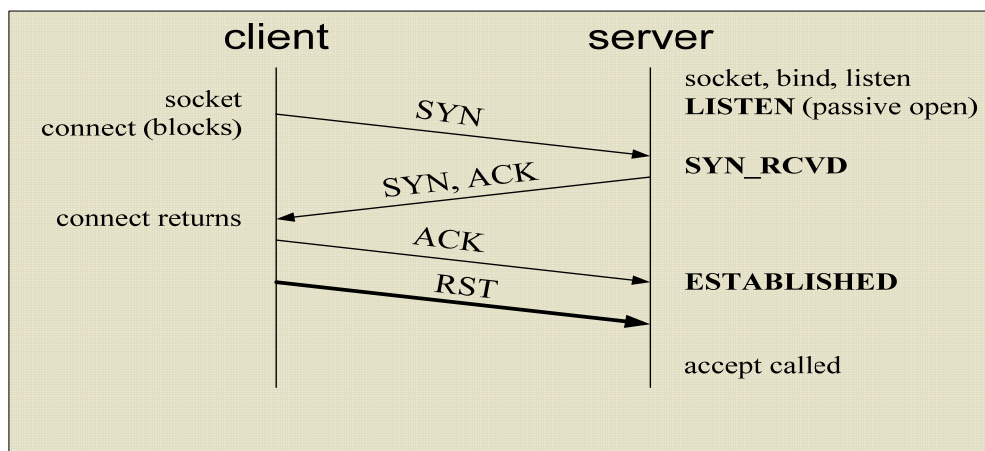 client
server
socket, bind, listen
LISTEN (passive open)
socket
connect (blocks)
SYN
SYN_RCVD
SYN, ACK
connect returns
ACK
ESTABLISHED
RST
accept called